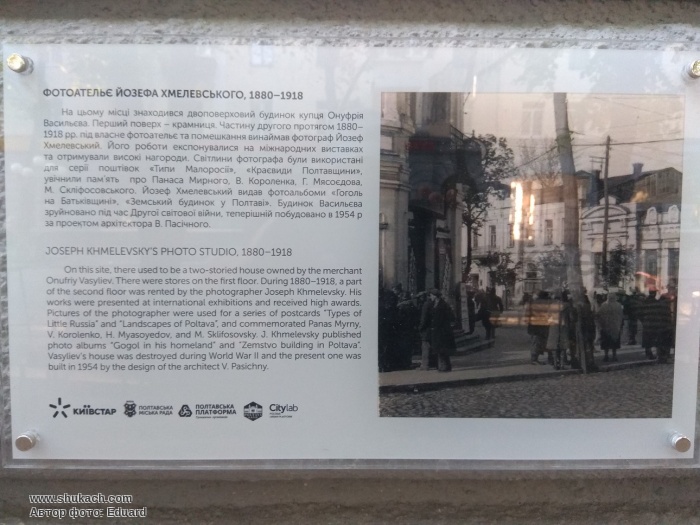 ФОТОАТЕЛЬЄ ЙОЗЕФА ХМЕЛЕВСЬКОГО, 1880–1918
На цьому місці знаходився двоповерховий будинок купця Онуфрія
Васильєва. Перший поверх – крамниця. Частину другого протягом 1880–
1918 рр. під власне фотоательє та помешкання винаймав фотограф Йозеф
Хмелевський. Його роботи експонувалися на міжнародних виставках
та отримували високі нагороди. Світлини фотографа були використані
для серії поштівок «Типи Малоросії», «Краєвиди Полтавщини»,
увічнили пам'ять про Панаса Мирного, В. Короленка, Г. Мясоєдова,
М. Скліфосовського. Йозеф Хмелевський видав фотоальбоми «Гоголь
на Батьківщині», «Земський будинок у Полтаві». Будинок Васильєва
зруйновано під час Другої світової війни, теперішній побудовано в 1954 р
за проектом архітектора В. Пасічного.
JOSEPH KHMELEVSKY'S PHOTO STUDIO, 1880–1918
On this site, there used to be a two-storied house owned by the merchant
Onufriy Vasyliev. There were stores on the first floor. During 1880–1918, a part
of the second floor was rented by the photographer Joseph Khmelevsky. His
works were presented at international exhibitions and received high awards.
Pictures of the photographer were used for a series of postcards "Types of
Little Russia" and "Landscapes of Poltava", and commemorated Panas Myrny,
V. Korolenko, H. Myasoyedov, and M. Sklifosovsky. J. Khmelevsky published
photo albums "Gogol in his homeland" and "Zemstvo building in Poltava".
Vasyliev's house was destroyed during World War II and the present one was
built in 1954 by the design of the architect V. Pasichny.
КИЇВСТАР
ПОЛТАВСЬКА
МІСЬКА РАДА
ПОЛТАВСЬКА
ПЛАТФОРМА
Citylab
www.shukach.com
Автор фото: Eduard